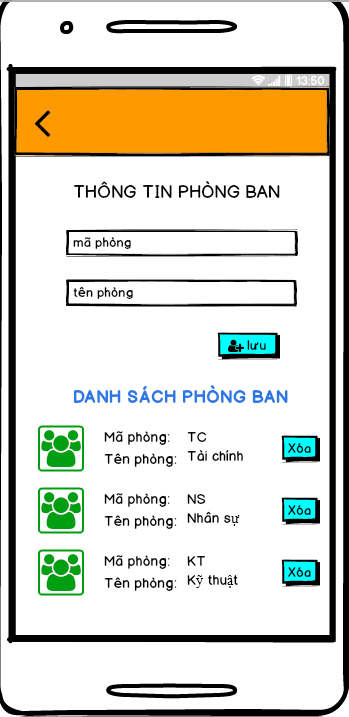 13:50
THÔNG TIN PHÒNG BAN
mã phòng
tên phòng
lưu
DANH SÁCH PHÒNG BAN
Mã phòng: TC
Tên phòng: Tài chính
Xóa
Mã phòng: NS
Tên phòng: Nhân sự
Xóa
Mã phòng: KT
Tên phòng: Kỹ thuật
Xóa